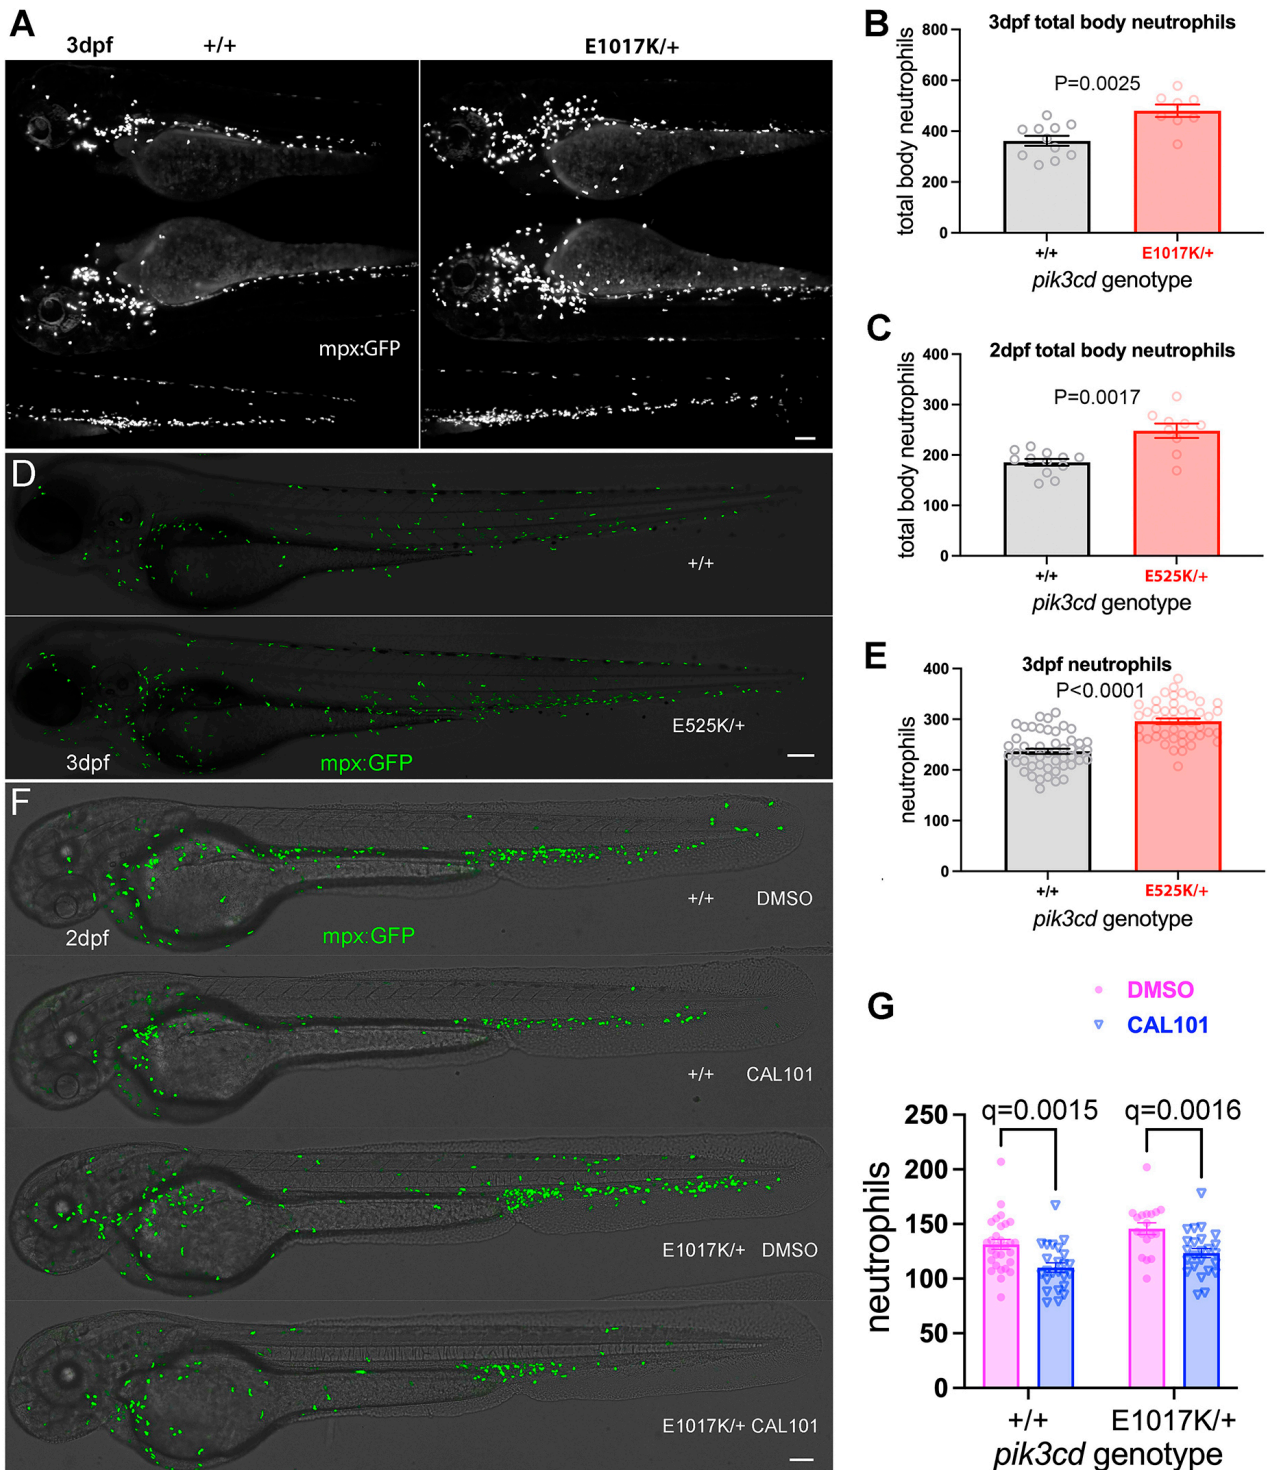 A
3dpf
+/+
E1017K/+
mpx:GFP
B
3dpf total body neutrophils
total body neutrophils
800
600
400
200
0
P=0.0025
+/+
E1017K/+
pik3cd genotype
C
2dpf total body neutrophils
total body neutrophils
400
300
200
100
0
P=0.0017
+/+
E525K/+
pik3cd genotype
D
+/+
E525K/+
3dpf
mpx:GFP
E
3dpf neutrophils
neutrophils
400
300
200
100
0
P<0.0001
+/+
E525K/+
pik3cd genotype
F
+/+ DMSO
2dpf
mpx:GFP
+/+ CAL101
E1017K/+ DMSO
E1017K/+ CAL101
G
DMSO
CAL101
neutrophils
250
200
150
100
50
0
q=0.0015
q=0.0016
+/+
E1017K/+
pik3cd genotype